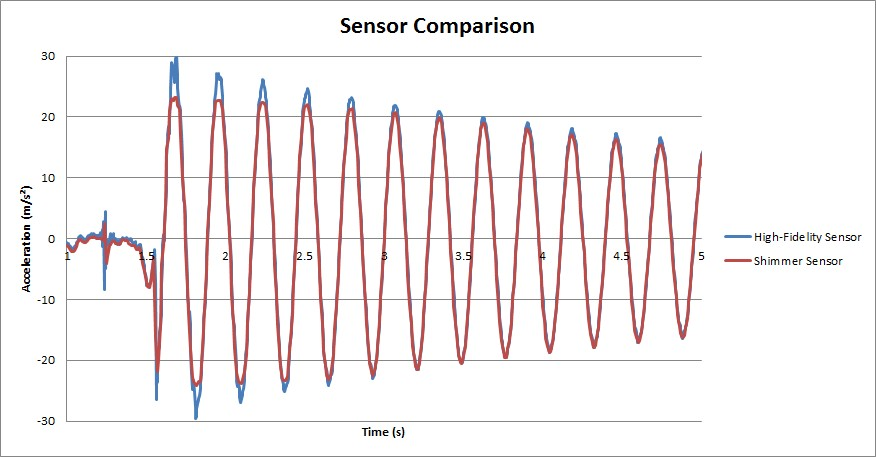 Sensor Comparison
30
20
10
0
-10
-20
-30
Acceleration (m/s²)
1 1.5 2 2.5 3 3.5 4 4.5 5
Time (s)
High-Fidelity Sensor
Shimmer Sensor